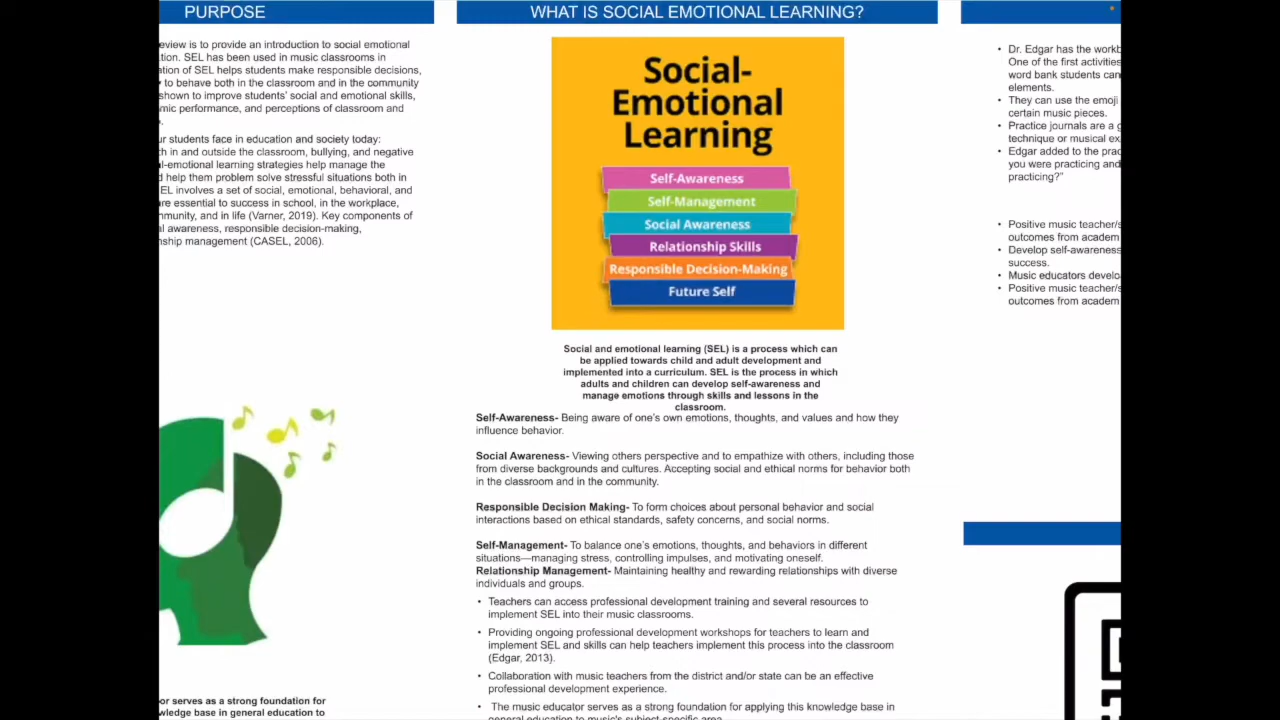 PURPOSE
eview is to provide an introduction to social emotional
tion. SEL has been used in music classrooms in
ation of SEL helps students make responsible decisions,
to behave both in the classroom and in the community
shown to improve students' social and emotional skills,
mic performance, and perceptions of classroom and
ur students face in education and society today:
th in and outside the classroom, bullying, and negative
al-emotional learning strategies help manage the
d help them problem solve stressful situations both in
EL involves a set of social, emotional, behavioral, and
are essential to success in school, in the workplace,
mmunity, and in life (Varner, 2019). Key components of
al awareness, responsible decision-making,
nship management (CASEL, 2006).
or serves as a strong foundation for
wledge base in general education to
WHAT IS SOCIAL EMOTIONAL LEARNING?
Social-
Emotional
Learning
Self-Awareness
Self-Management
Social Awareness
Relationship Skills
Responsible Decision-Making
Future Self
Social and emotional learning (SEL) is a process which can
be applied towards child and adult development and
implemented into a curriculum. SEL is the process in which
adults and children can develop self-awareness and
manage emotions through skills and lessons in the
classroom.
Self-Awareness- Being aware of one's own emotions, thoughts, and values and how they
influence behavior.
Social Awareness- Viewing others perspective and to empathize with others, including those
from diverse backgrounds and cultures. Accepting social and ethical norms for behavior both
in the classroom and in the community.
Responsible Decision Making- To form choices about personal behavior and social
interactions based on ethical standards, safety concerns, and social norms.
Self-Management- To balance one's emotions, thoughts, and behaviors in different
situations—managing stress, controlling impulses, and motivating oneself.
Relationship Management- Maintaining healthy and rewarding relationships with diverse
individuals and groups.
• Teachers can access professional development training and several resources to
implement SEL into their music classrooms.
• Providing ongoing professional development workshops for teachers to learn and
implement SEL and skills can help teachers implement this process into the classroom
(Edgar, 2013).
• Collaboration with music teachers from the district and/or state can be an effective
professional development experience.
• The music educator serves as a strong foundation for applying this knowledge base in
general education to music's subject-specific area.
• Dr. Edgar has the workb
One of the first activities
word bank students can
elements.
• They can use the emoji
certain music pieces.
• Practice journals are a g
technique or musical ex
• Edgar added to the prac
you were practicing and
practicing?"
• Positive music teacher/s
outcomes from academ
• Develop self-awareness
success.
• Music educators develo
• Positive music teacher/s
outcomes from academ